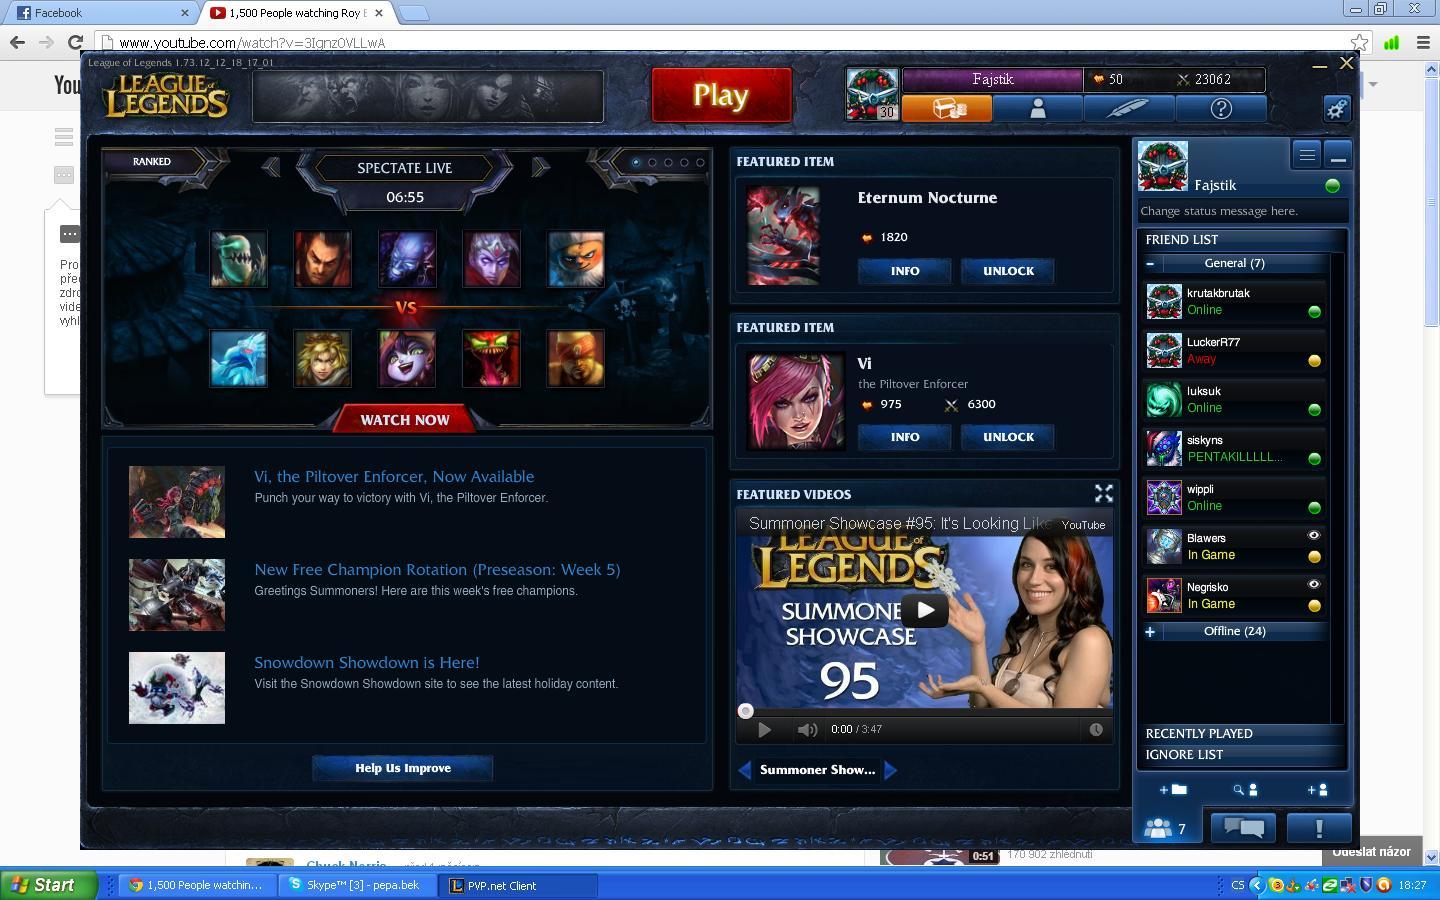 Facebook
1,500 People watching Roy
www.youtube.com/watch?v=3Ignz0VLLwA
You
League of Legends 1.73.12_12_18_17_01
LEAGUE of LEGENDS
Play
30
Fajstik
50
23062
RANKED
SPECTATE LIVE
06:55
VS
WATCH NOW
Vi, the Piltover Enforcer, Now Available
Punch your way to victory with Vi, the Piltover Enforcer.
New Free Champion Rotation (Preseason: Week 5)
Greetings Summoners! Here are this week's free champions.
Snowdown Showdown is Here!
Visit the Snowdown Showdown site to see the latest holiday content.
Help Us Improve
FEATURED ITEM
Eternum Nocturne
1820
INFO
UNLOCK
FEATURED ITEM
Vi
the Piltover Enforcer
975
6300
INFO
UNLOCK
FEATURED VIDEOS
Summoner Showcase #95: It's Looking Like
YouTube
LEAGUE of LEGENDS
SUMMONE
SHOWCASE
95
0:00 / 3:47
Summoner Show...
Fajstik
Change status message here.
FRIEND LIST
General (7)
krutakbrutak
Online
LuckerR77
Away
luksuk
Online
siskyns
PENTAKILLLLL...
wippli
Online
Blawers
In Game
Negrisko
In Game
Offline (24)
RECENTLY PLAYED
IGNORE LIST
7
Pro
pře
zdro
vide
vyhl
Chuck Norris
0:51
170 902 zhlédnutí
Odeslat názor
Start
1,500 People watchin...
Skype™ [3] - pepa.bek
PVP.net Client
CS
18:27